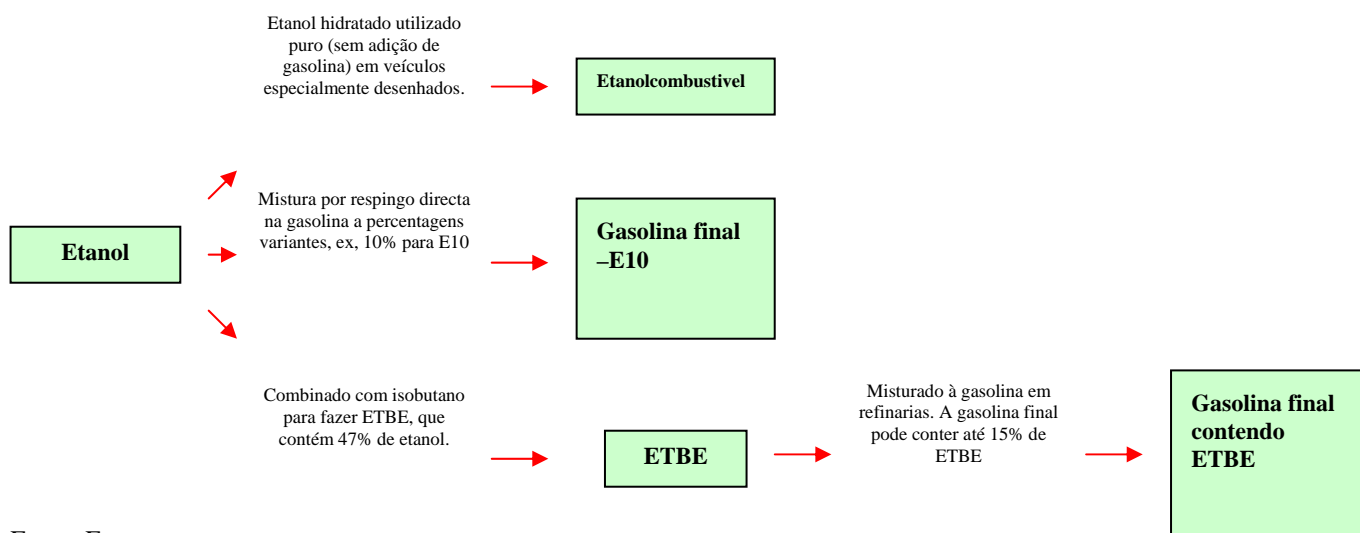 Etanol hidratado utilizado
puro (sem adição de
gasolina) em veículos
especialmente desenhados.
Etanolcombustivel
Mistura por respingo directa
na gasolina a percentagens
variantes, ex, 10% para E10
Etanol
Gasolina final
–E10
Combinado com isobutano
para fazer ETBE, que
contém 47% de etanol.
ETBE
Misturado à gasolina em
refinarias. A gasolina final
pode conter até 15% de
ETBE
Gasolina final
contendo
ETBE